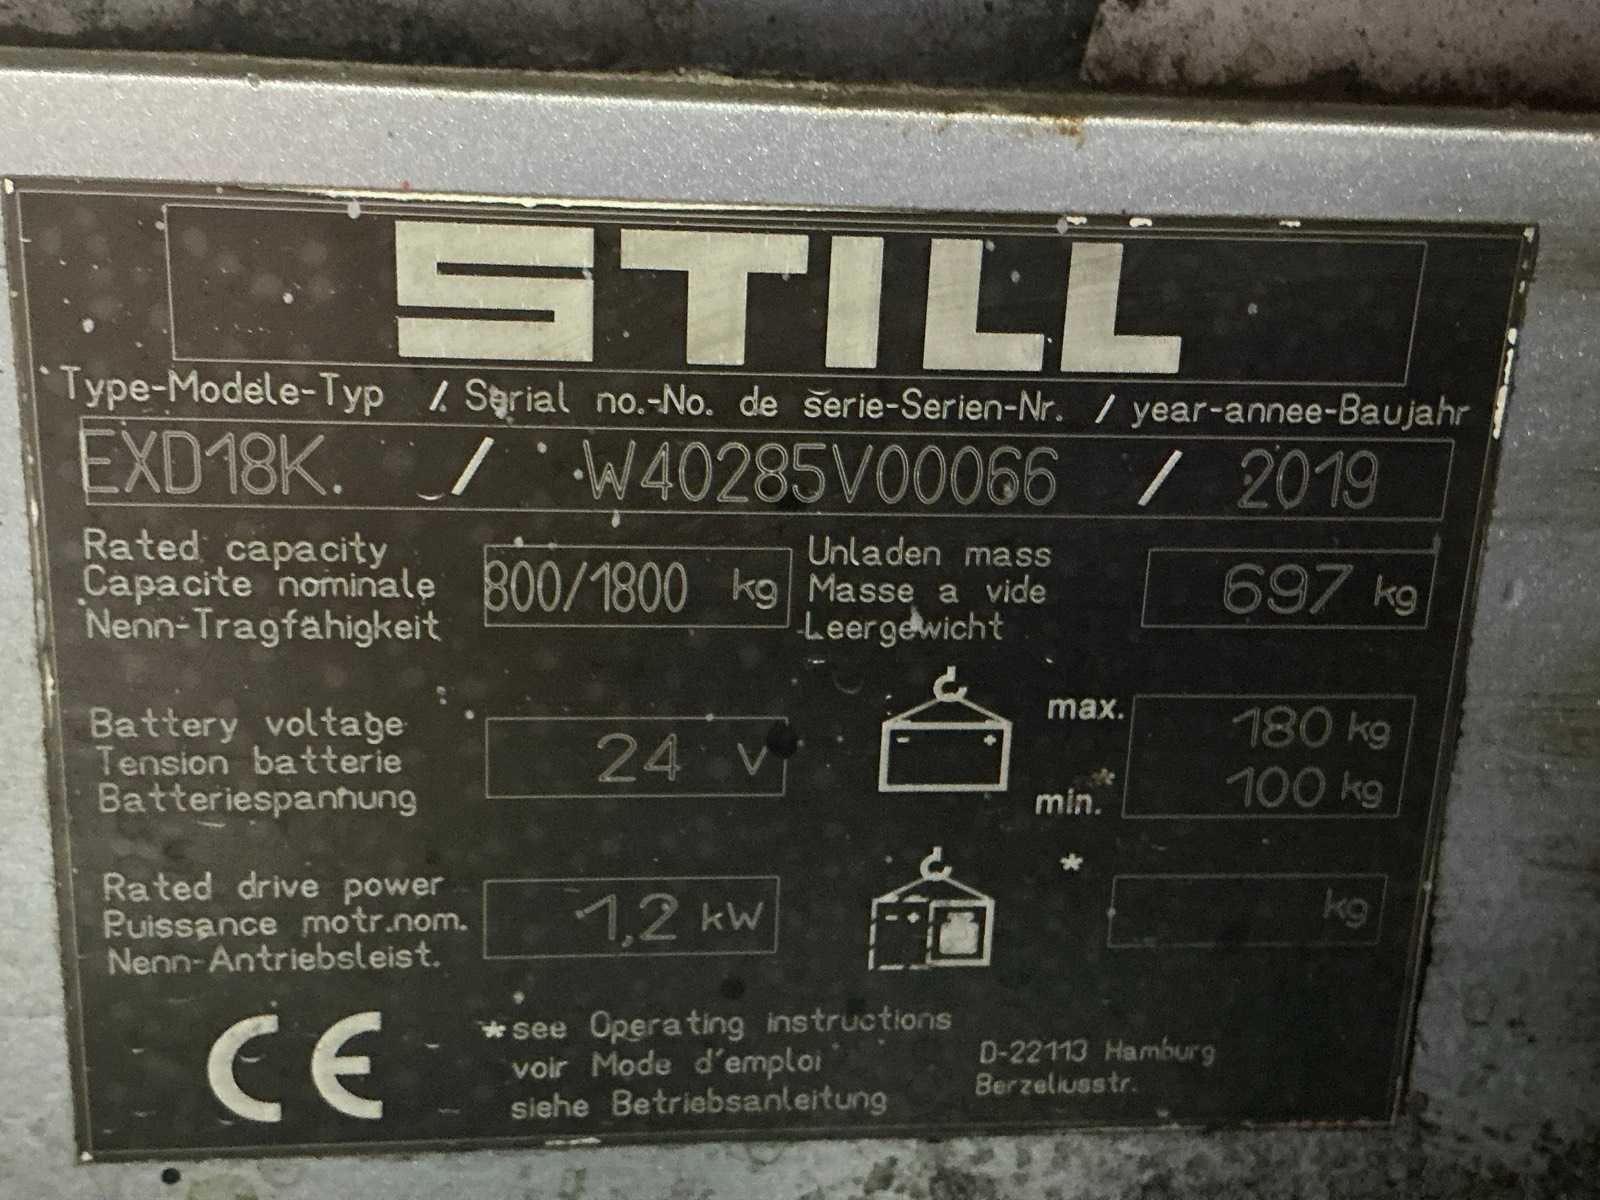 STILL
Type-Modéle-Typ / Serial no.-No. de serie-Serien-Nr. / year-annee-Baujahr
EXD18K. / W40285V00066 / 2019
Rated capacity
Capacite nominale
Nenn-Tragfähigkeit
800/1800 kg
Unladen mass
Masse a vide
Leergewicht
697 kg
Battery voltage
Tension batterie
Batteriespannung
24 V
- +
max. 180 kg
min.* 100 kg
Rated drive power
Puissance motr.nom.
Nenn-Antriebsleist.
1,2 kW
- +
* kg
CE
*see Operating instructions
voir Mode d'emploi
siehe Betriebsanleitung
D-22113 Hamburg
Berzeliusstr.